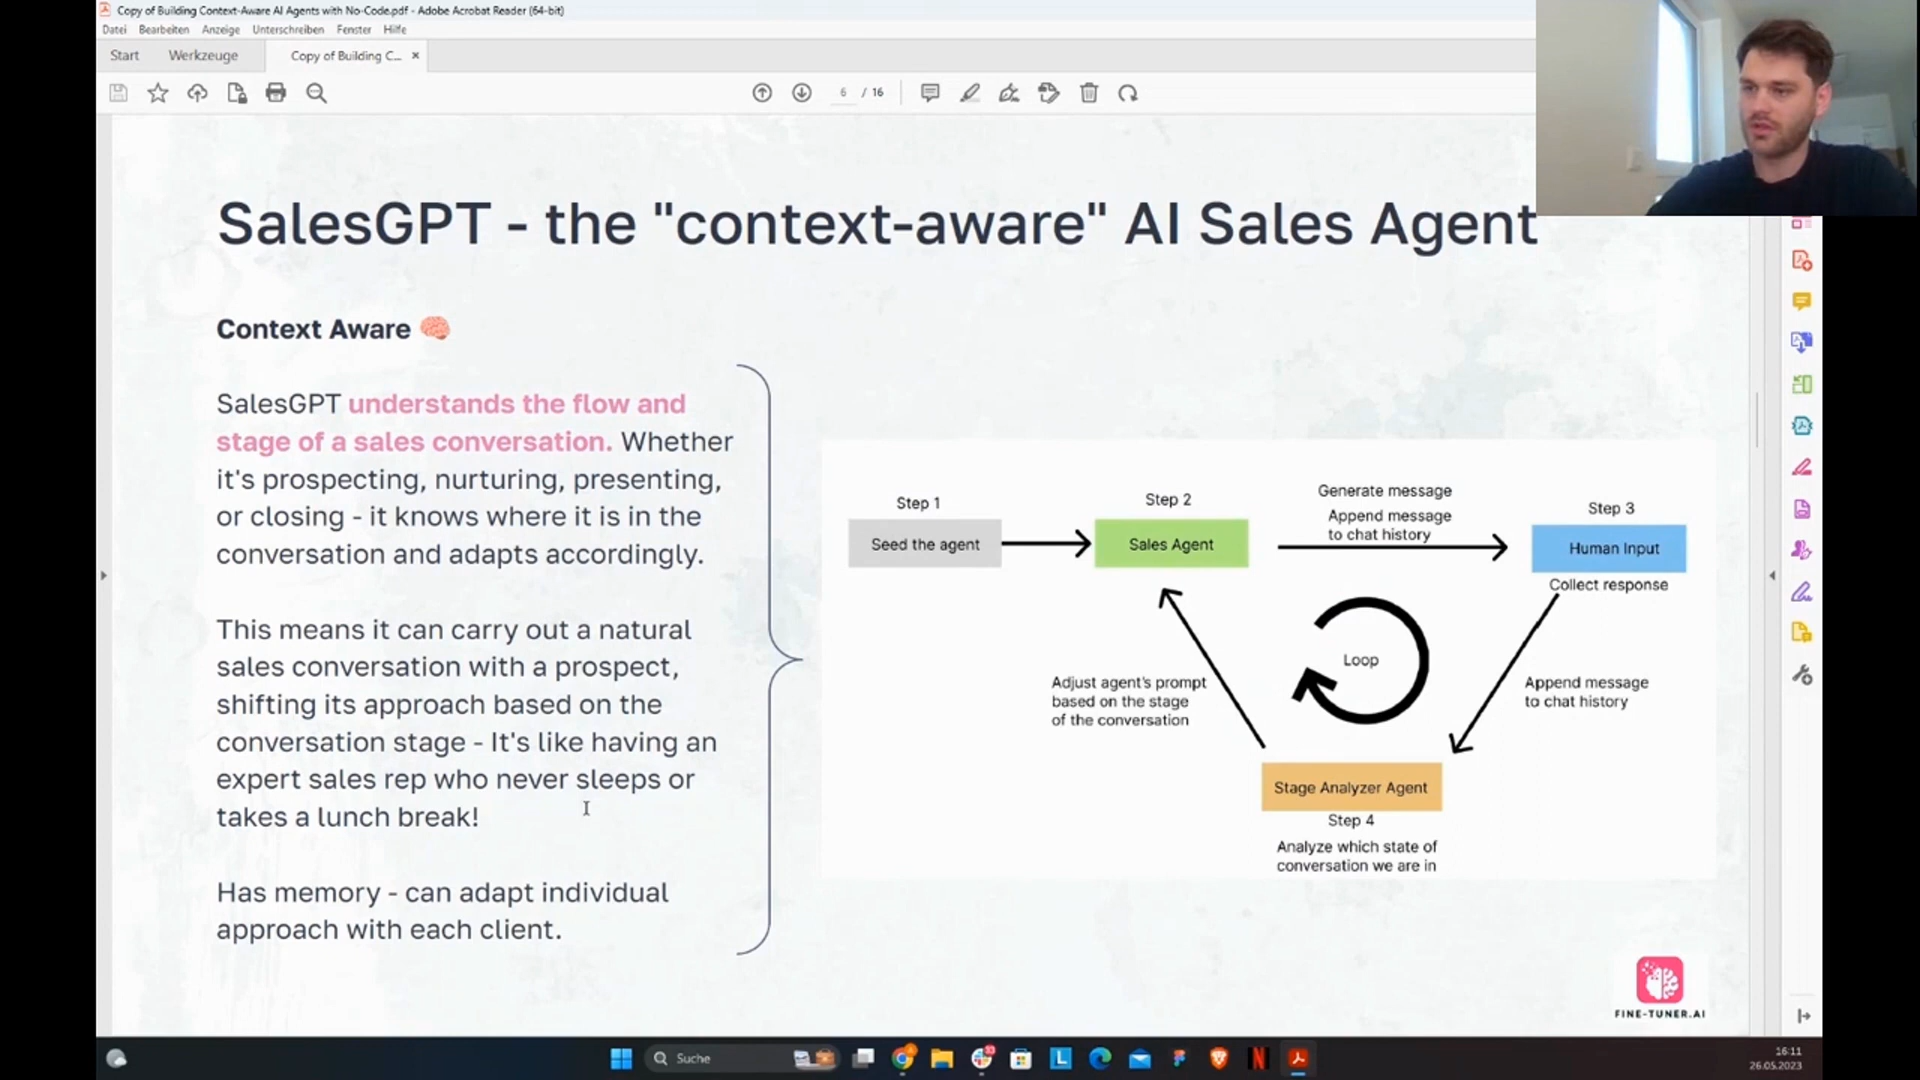 Copy of Building Context-Aware AI Agents with No-Code.pdf - Adobe Acrobat Reader (64-bit)
Datei Bearbeiten Anzeige Unterschreiben Fenster Hilfe
Start Werkzeuge Copy of Building C... ×
6 / 16
SalesGPT - the "context-aware" AI Sales Agent
Context Aware 🧠
SalesGPT understands the flow and
stage of a sales conversation. Whether
it's prospecting, nurturing, presenting,
or closing - it knows where it is in the
conversation and adapts accordingly.
This means it can carry out a natural
sales conversation with a prospect,
shifting its approach based on the
conversation stage - It's like having an
expert sales rep who never sleeps or
takes a lunch break!
Has memory - can adapt individual
approach with each client.
Step 1
Seed the agent
Step 2
Sales Agent
Generate message
Append message
to chat history
Step 3
Human Input
Collect response
Loop
Adjust agent's prompt
based on the stage
of the conversation
Append message
to chat history
Stage Analyzer Agent
Step 4
Analyze which state of
conversation we are in
FINE-TUNER.AI
Suche
16:11
26.05.2023